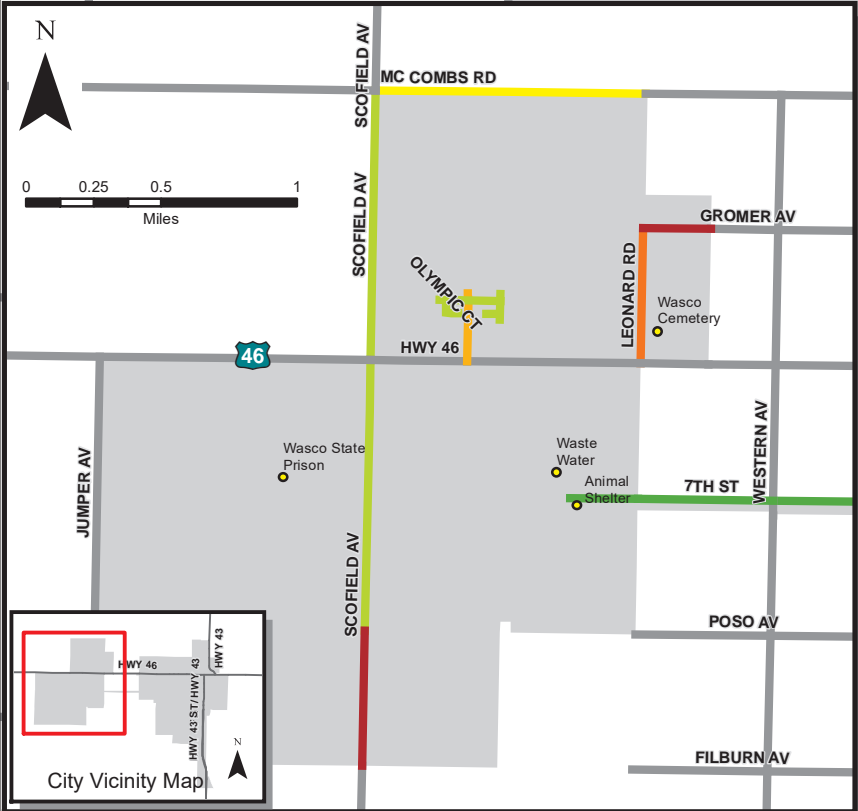 N
SCOFIELD AV
MC COMBS RD
0 0.25 0.5 1
Miles
SCOFIELD AV
GROMER AV
OLYMPIC CT
LEONARD RD
Wasco
Cemetery
HWY 46
46
Wasco State
Prison
Waste
Water
Animal
Shelter
7TH ST
WESTERN AV
JUMPER AV
SCOFIELD AV
POSO AV
FILBURN AV
HWY 46
HWY 43
HWY 43
ST/ HWY 43
N
City Vicinity Map